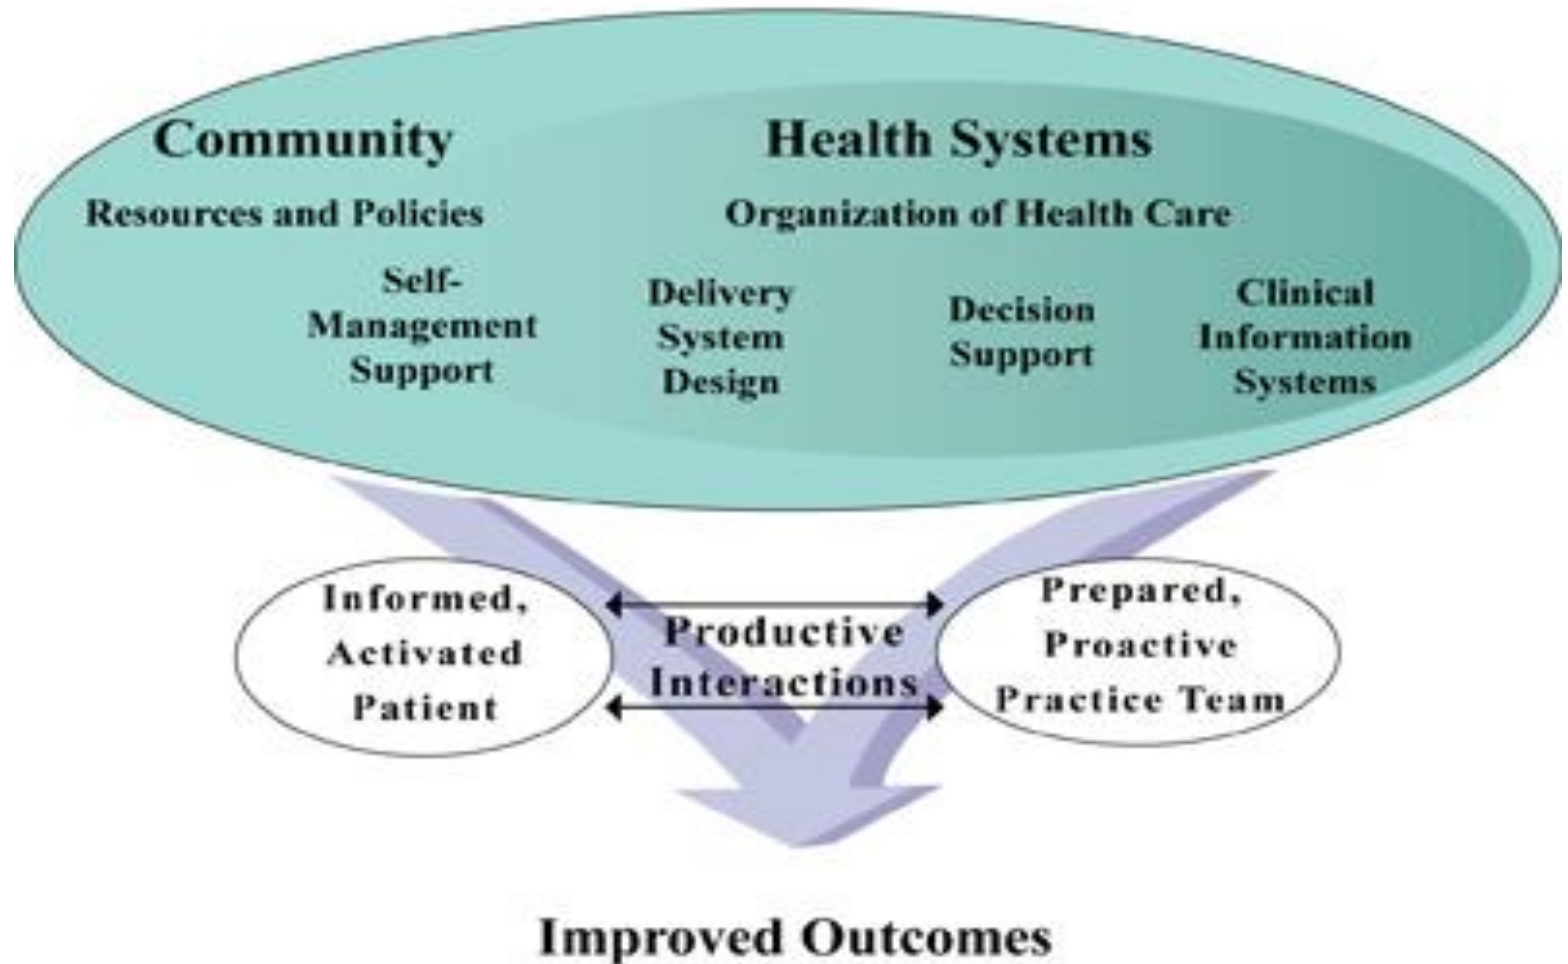 Community
Health Systems
Resources and Policies
Organization of Health Care
Self-
Management
Support
Delivery
System
Design
Decision
Support
Clinical
Information
Systems
Informed,
Activated
Patient
Productive
Interactions
Prepared,
Proactive
Practice Team
Improved Outcomes